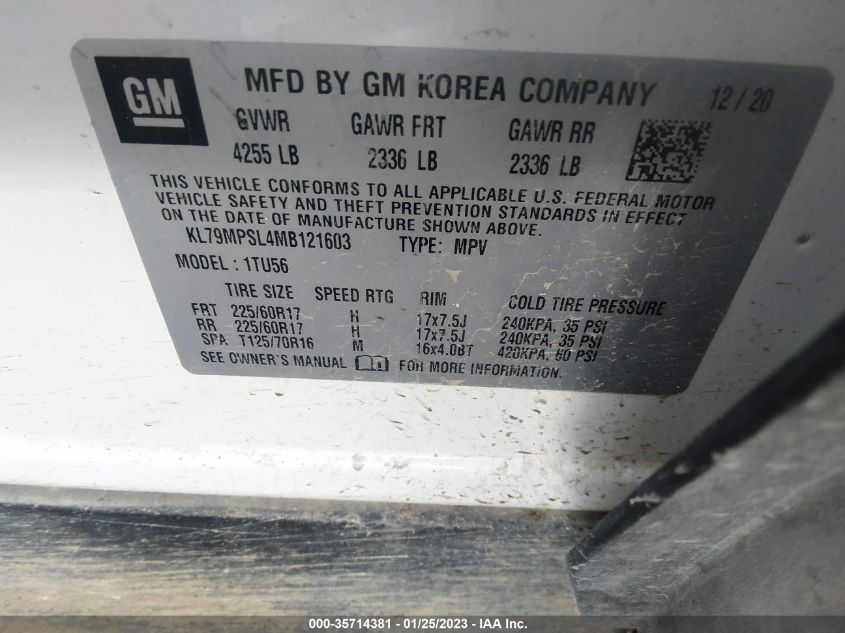 GM
MFD BY GM KOREA COMPANY 12/20
GVWR GAWR FRT GAWR RR
4255 LB 2336 LB 2336 LB
THIS VEHICLE CONFORMS TO ALL APPLICABLE U.S. FEDERAL MOTOR
VEHICLE SAFETY AND THEFT PREVENTION STANDARDS IN EFFECT
ON THE DATE OF MANUFACTURE SHOWN ABOVE.
KL79MPSL4MB121603 TYPE: MPV
MODEL : 1TU56
TIRE SIZE SPEED RTG RIM COLD TIRE PRESSURE
FRT 225/60R17 H 17x7.5J 240KPA, 35 PSI
RR 225/60R17 H 17x7.5J 240KPA, 35 PSI
SPA T125/70R16 M 16x4.0BT 420KPA, 60 PSI
SEE OWNER'S MANUAL FOR MORE INFORMATION.
000-35714381 - 01/25/2023 - IAA Inc.